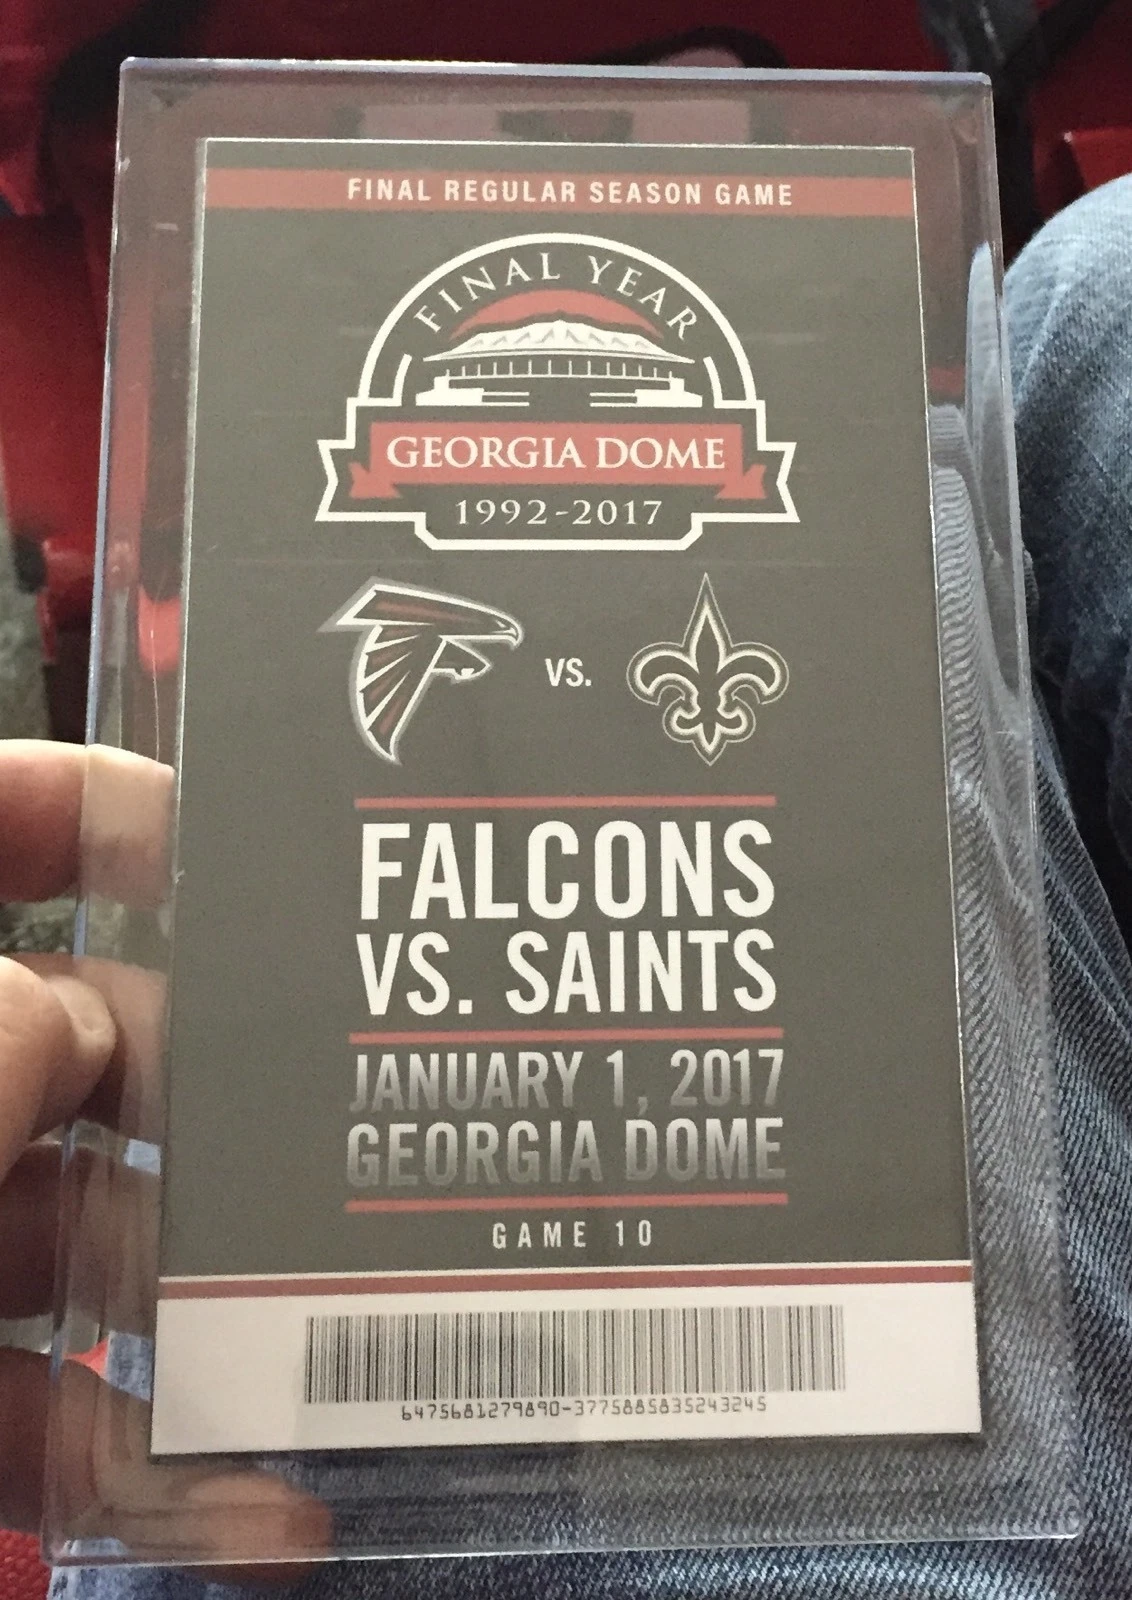 FINAL REGULAR SEASON GAME
FINAL YEAR
GEORGIA DOME
1992-2017
VS.
FALCONS
VS. SAINTS
JANUARY 1, 2017
GEORGIA DOME
GAME 10
6475681279890-3775885835243245